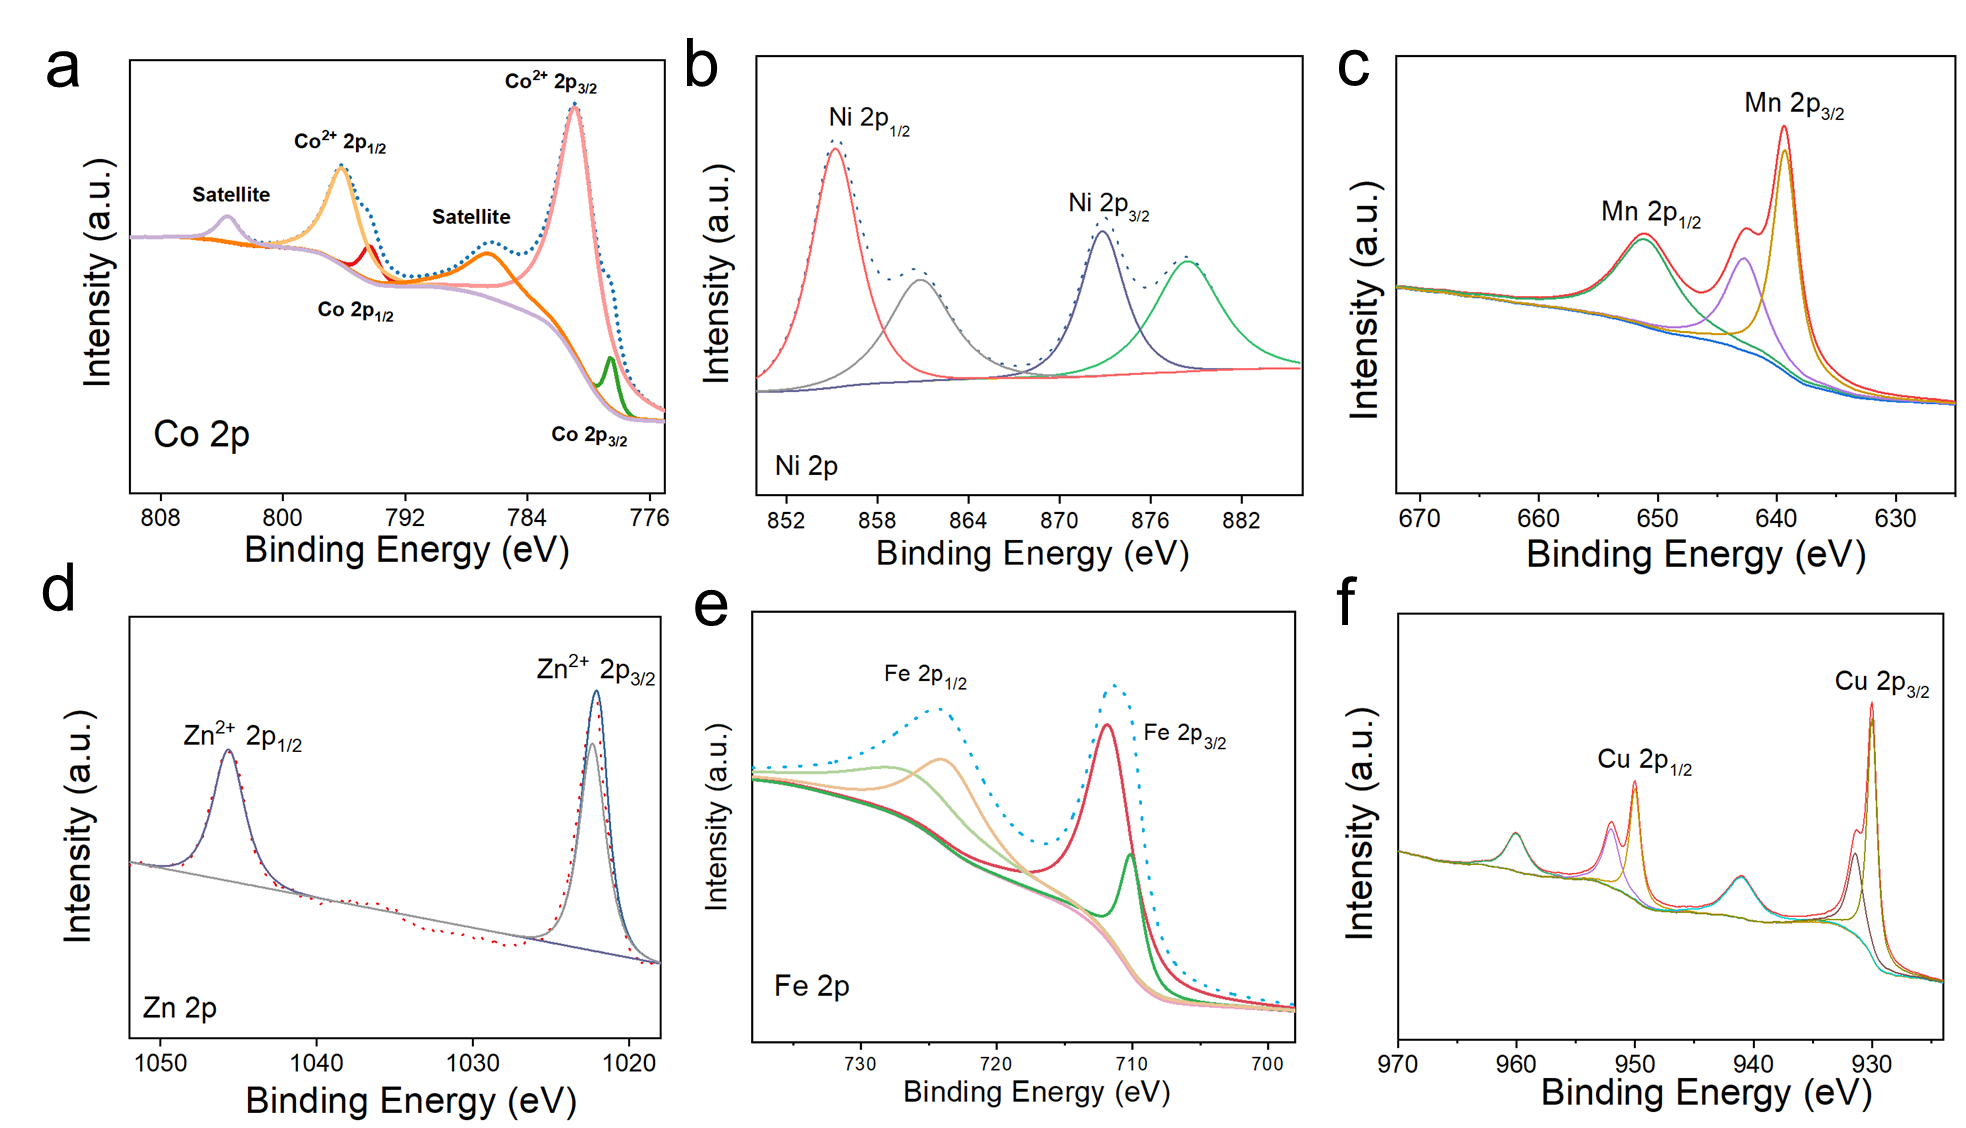 a
Intensity (a.u.)
Co²⁺ 2p₃/₂
Co²⁺ 2p₁/₂
Satellite
Satellite
Co 2p₁/₂
Co 2p₃/₂
Co 2p
808 800 792 784 776
Binding Energy (eV)
b
Intensity (a.u.)
Ni 2p₁/₂
Ni 2p₃/₂
Ni 2p
852 858 864 870 876 882
Binding Energy (eV)
c
Intensity (a.u.)
Mn 2p₃/₂
Mn 2p₁/₂
670 660 650 640 630
Binding Energy (eV)
d
Intensity (a.u.)
Zn²⁺ 2p₃/₂
Zn²⁺ 2p₁/₂
Zn 2p
1050 1040 1030 1020
Binding Energy (eV)
e
Intensity (a.u.)
Fe 2p₁/₂
Fe 2p₃/₂
Fe 2p
730 720 710 700
Binding Energy (eV)
f
Intensity (a.u.)
Cu 2p₃/₂
Cu 2p₁/₂
970 960 950 940 930
Binding Energy (eV)